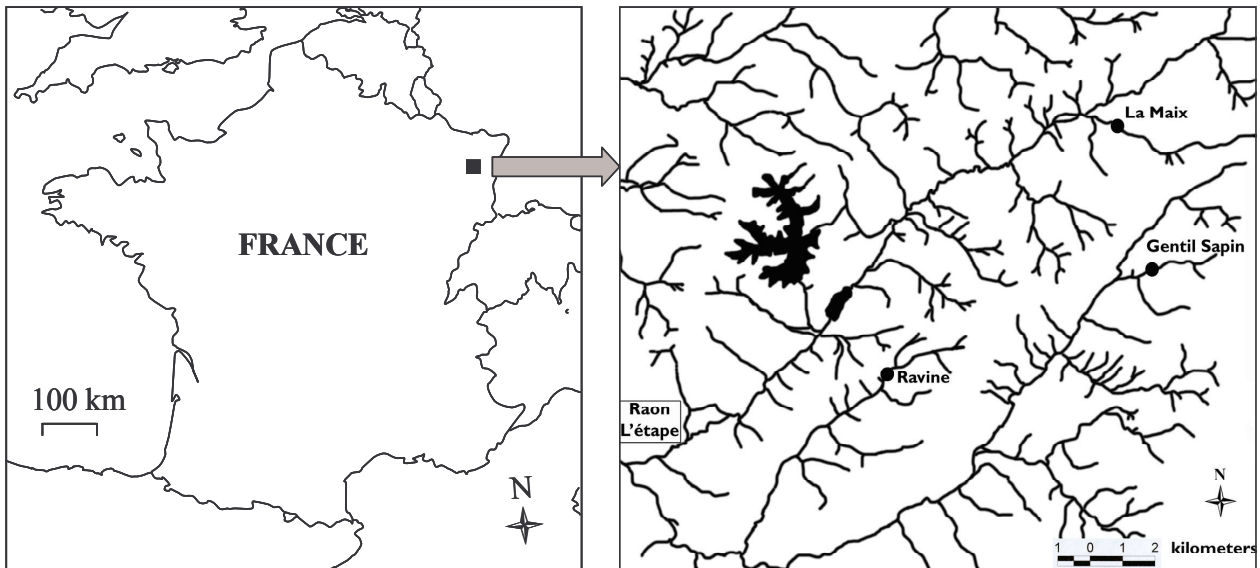 FRANCE
100 km
N
La Maix
Gentil Sapin
Ravine
Raon
L'étape
N
1 0 1 2 kilometers